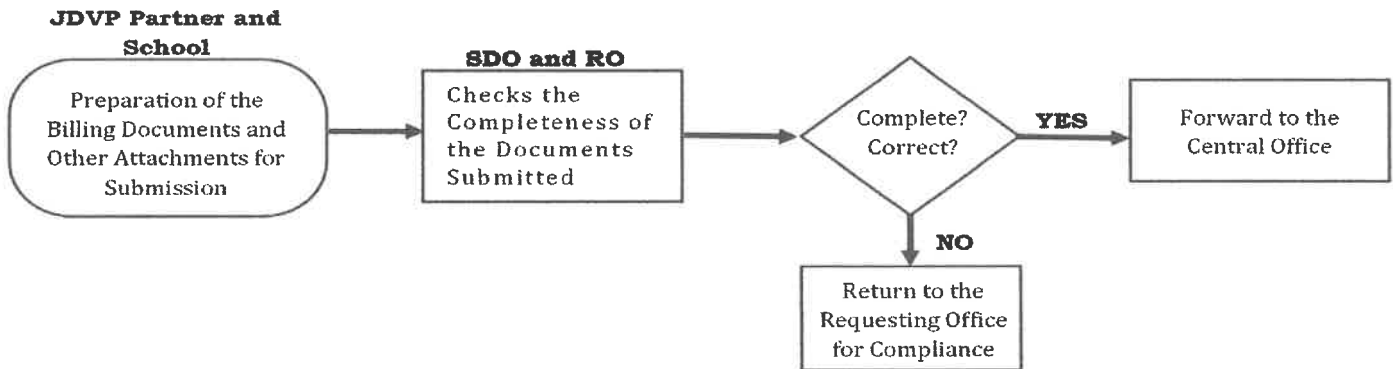 JDVP Partner and
School
Preparation of the
Billing Documents and
Other Attachments for
Submission
SDO and RO
Checks the
Completeness of
the Documents
Submitted
Complete?
Correct?
YES
Forward to the
Central Office
NO
Return to the
Requesting Office
for Compliance